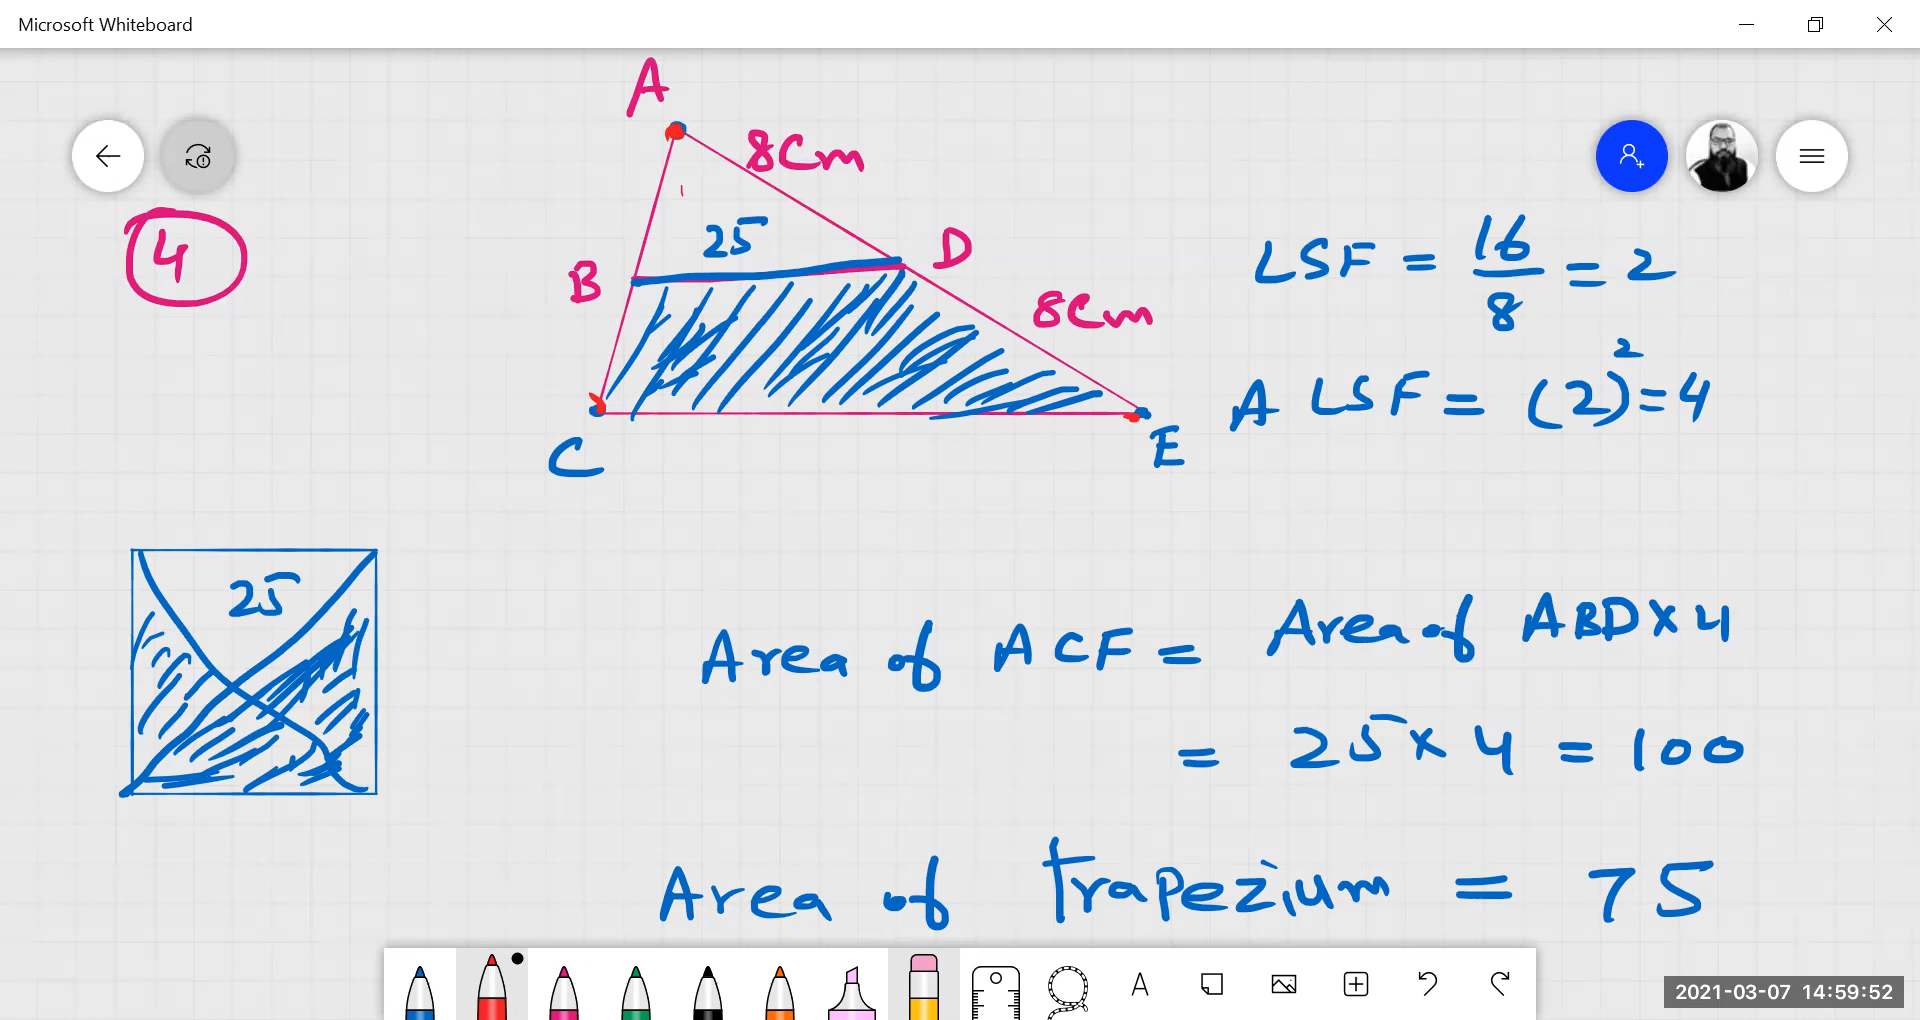 Microsoft Whiteboard
A
8cm
4
25
B
D
8cm
C
E
LSF = 16/8 = 2
A LSF = (2)² = 4
25
Area of ACF = Area of ABD × 4
= 25 × 4 = 100
Area of Trapezium = 75
A
2021-03-07 14:59:52